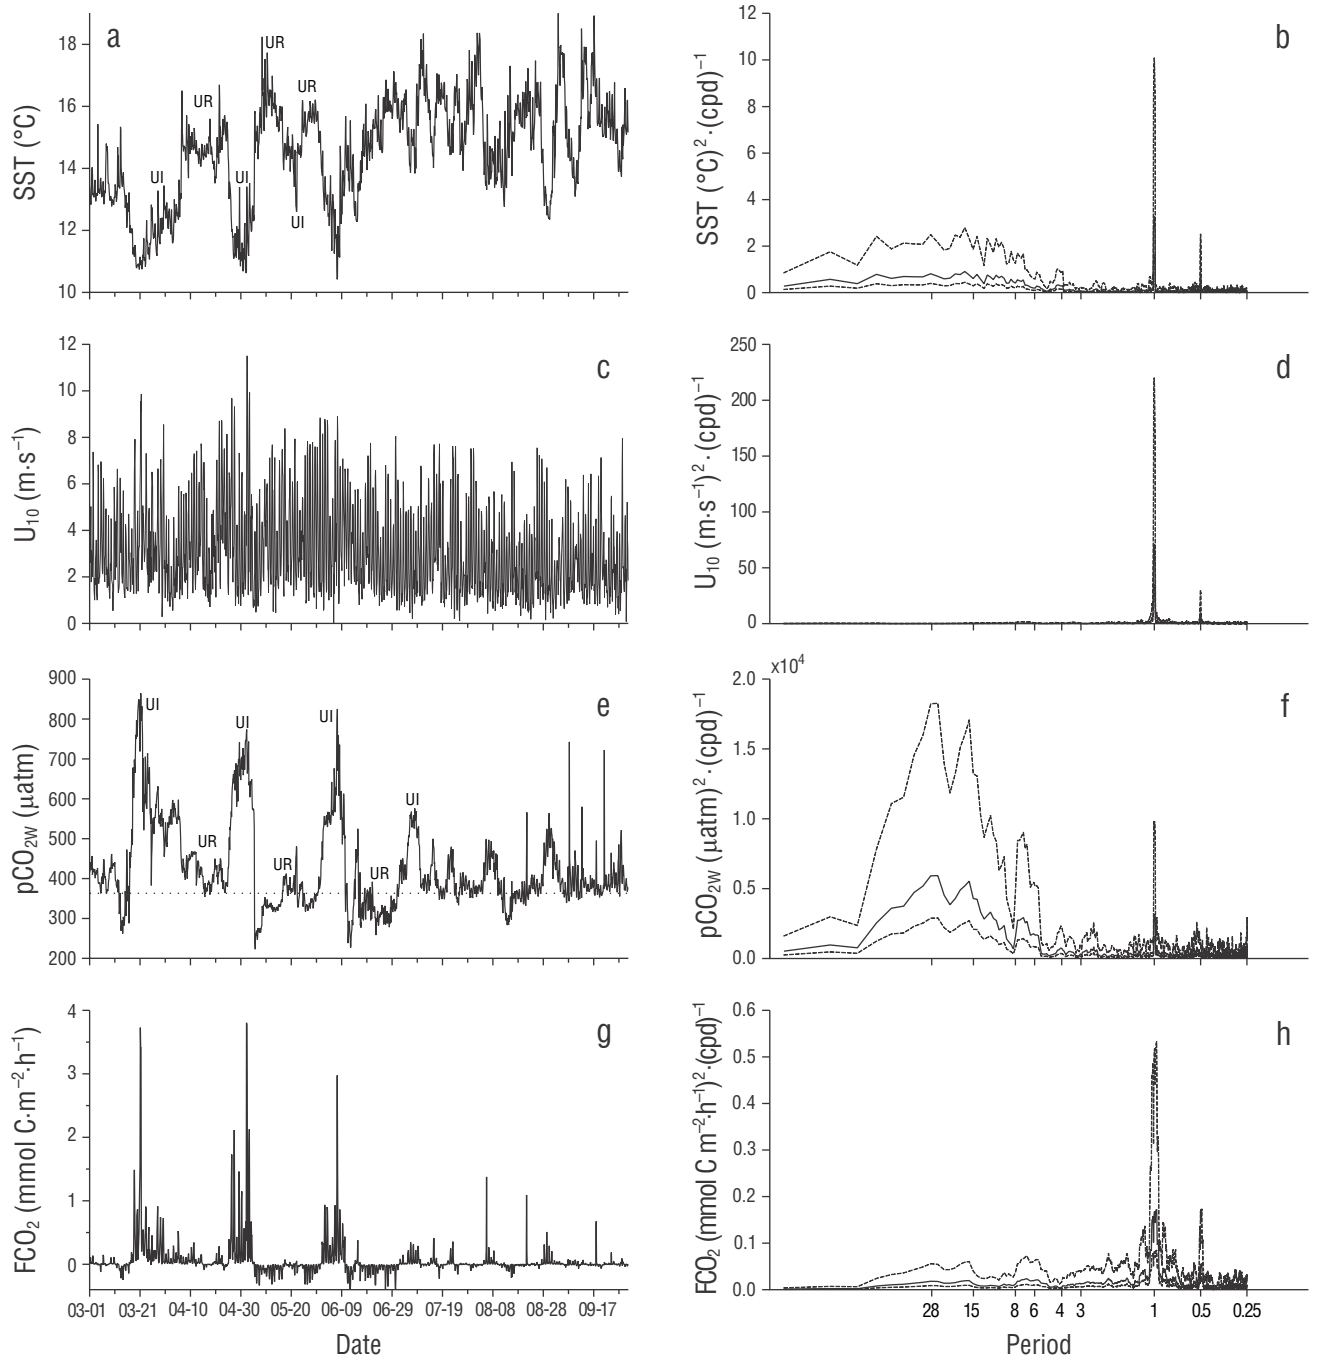 a
SST (°C)
18
16
14
12
10
UI
UR
UI
UR
UI
UR
b
SST (°C)² · (cpd)⁻¹
12
10
8
6
4
2
0
c
U₁₀ (m·s⁻¹)
12
10
8
6
4
2
0
d
U₁₀ (m·s⁻¹)² · (cpd)⁻¹
250
200
150
100
50
0
e
pCO₂W (µatm)
900
800
700
600
500
400
300
200
UI
UR
UI
UR
UI
UR
UI
f
x10⁴
pCO₂W (µatm)² · (cpd)⁻¹
2.0
1.5
1.0
0.5
0.0
g
FCO₂ (mmol C·m⁻²·h⁻¹)
4
3
2
1
0
03-01 03-21 04-10 04-30 05-20 06-09 06-29 07-19 08-08 08-28 09-17
Date
h
FCO₂ (mmol C m⁻²·h⁻¹)²·(cpd)⁻¹
0.6
0.5
0.4
0.3
0.2
0.1
0.0
28 15 8 6 4 3 1 0.5 0.25
Period